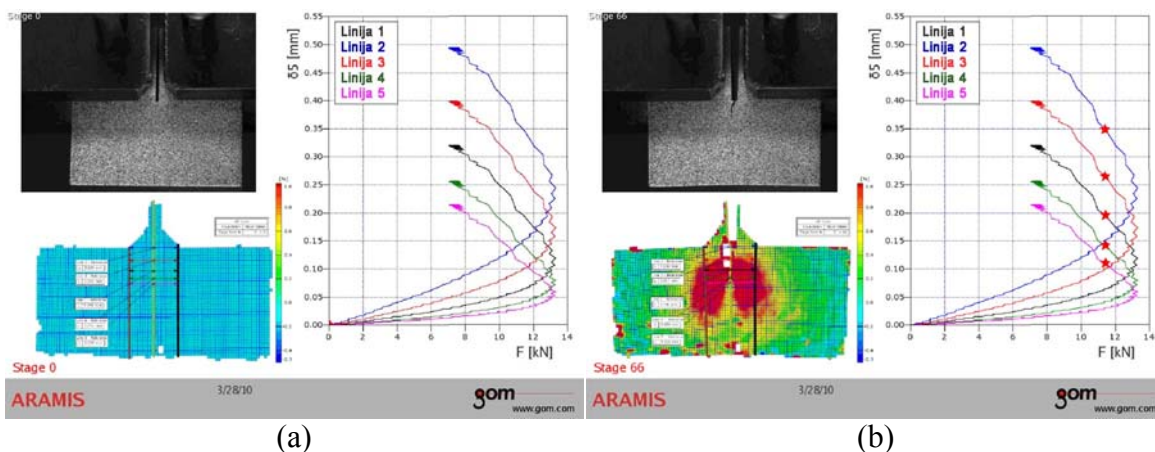 Stage 0
δ5 [mm]
0.55
0.50
0.45
0.40
0.35
0.30
0.25
0.20
0.15
0.10
0.05
0.00
Linija 1
Linija 2
Linija 3
Linija 4
Linija 5
0 2 4 6 8 10 12 14
F [kN]
Stage 0
ARAMIS
3/28/10
gom
www.gom.com
(a)
Stage 66
δ5 [mm]
0.55
0.50
0.45
0.40
0.35
0.30
0.25
0.20
0.15
0.10
0.05
0.00
Linija 1
Linija 2
Linija 3
Linija 4
Linija 5
0 2 4 6 8 10 12 14
F [kN]
Stage 66
ARAMIS
3/28/10
gom
www.gom.com
(b)